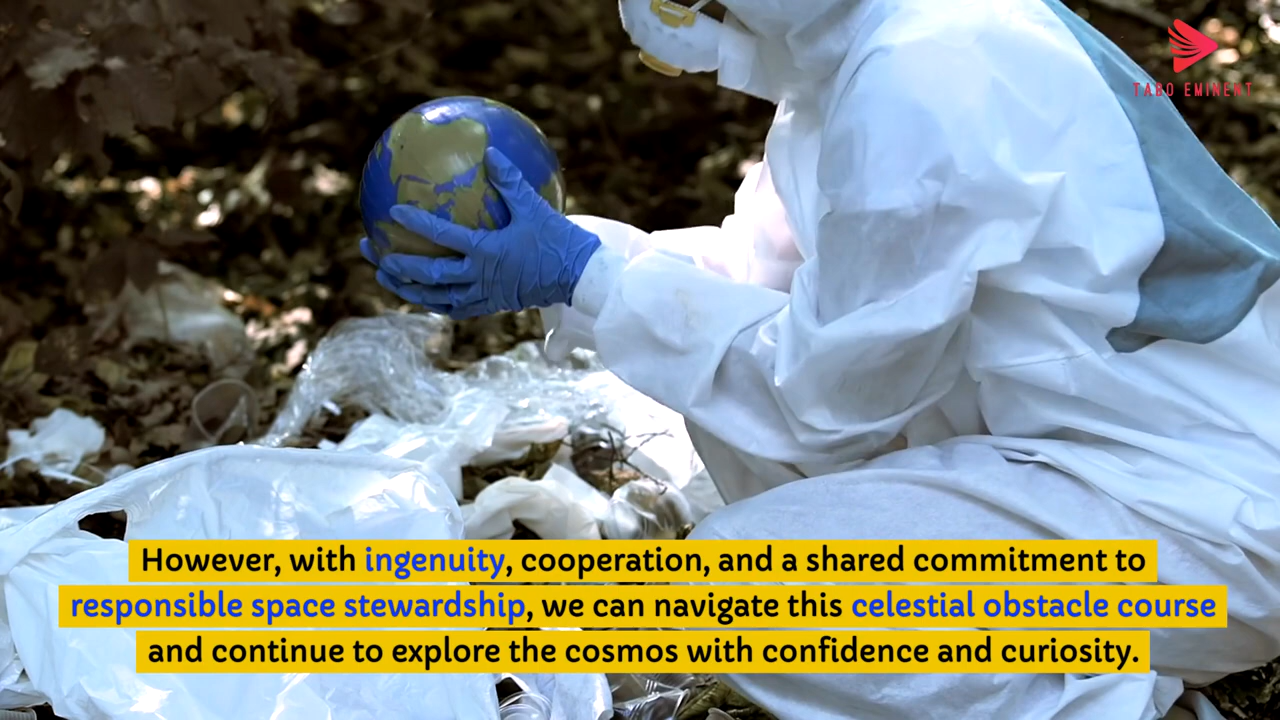 TABO EMINENT
However, with ingenuity, cooperation, and a shared commitment to
responsible space stewardship, we can navigate this celestial obstacle course
and continue to explore the cosmos with confidence and curiosity.